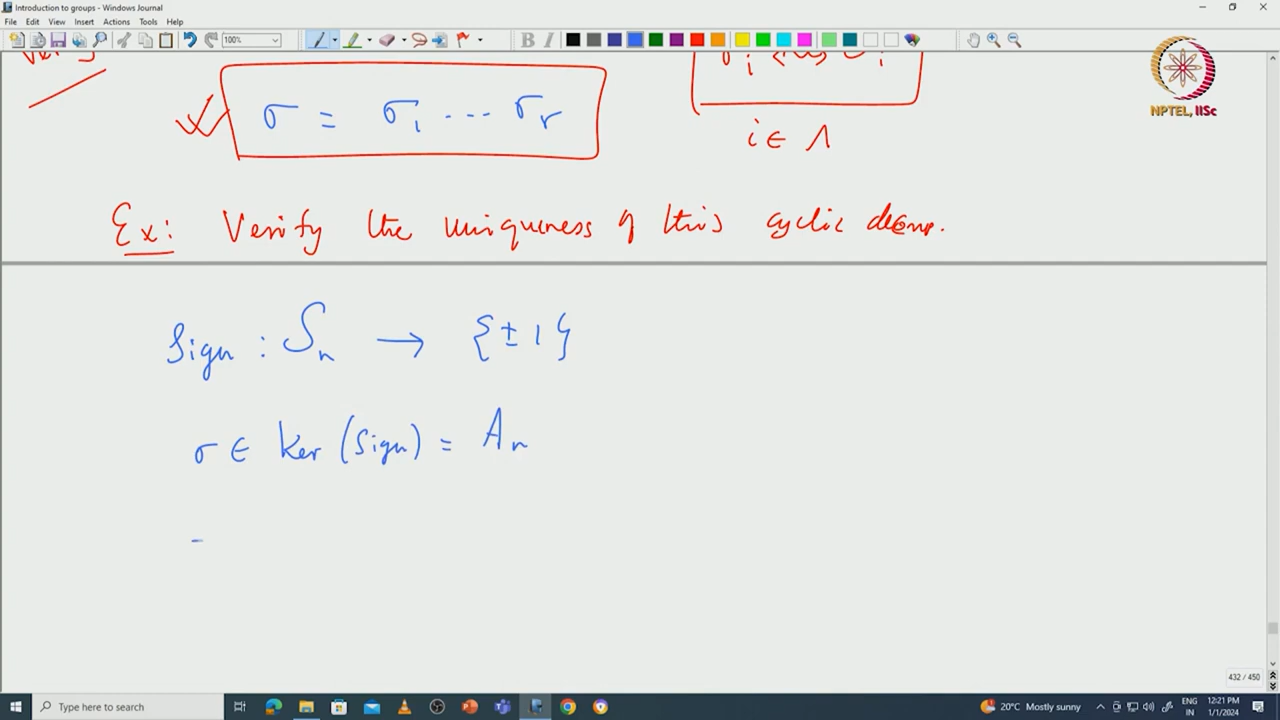 Introduction to groups - Windows Journal
File Edit View Insert Actions Tools Help
100%
B I
NPTEL, IISc
σ = σ₁ ... σᵣ
i ∈ Λ
Ex: Verify the uniqueness of this cyclic decomp.
Sign : Sₙ → {±1}
σ ∈ Ker (Sign) = Aₙ
432 / 450
Type here to search
20°C Mostly sunny
ENG
IN
12:21 PM
1/1/2024